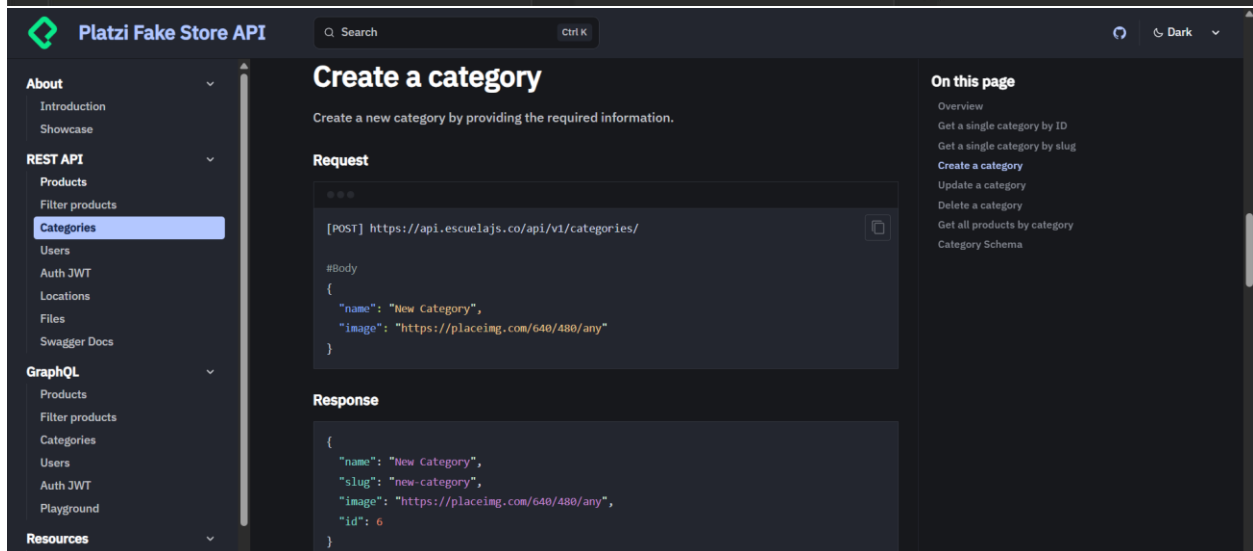 Platzi Fake Store API
Search
Ctrl K
Dark
About
Introduction
Showcase
REST API
Products
Filter products
Categories
Users
Auth JWT
Locations
Files
Swagger Docs
GraphQL
Products
Filter products
Categories
Users
Auth JWT
Playground
Resources
Create a category
Create a new category by providing the required information.
Request
[POST] https://api.escuelajs.co/api/v1/categories/
#Body
{
  "name": "New Category",
  "image": "https://placeimg.com/640/480/any"
}
Response
{
  "name": "New Category",
  "slug": "new-category",
  "image": "https://placeimg.com/640/480/any",
  "id": 6
}
On this page
Overview
Get a single category by ID
Get a single category by slug
Create a category
Update a category
Delete a category
Get all products by category
Category Schema